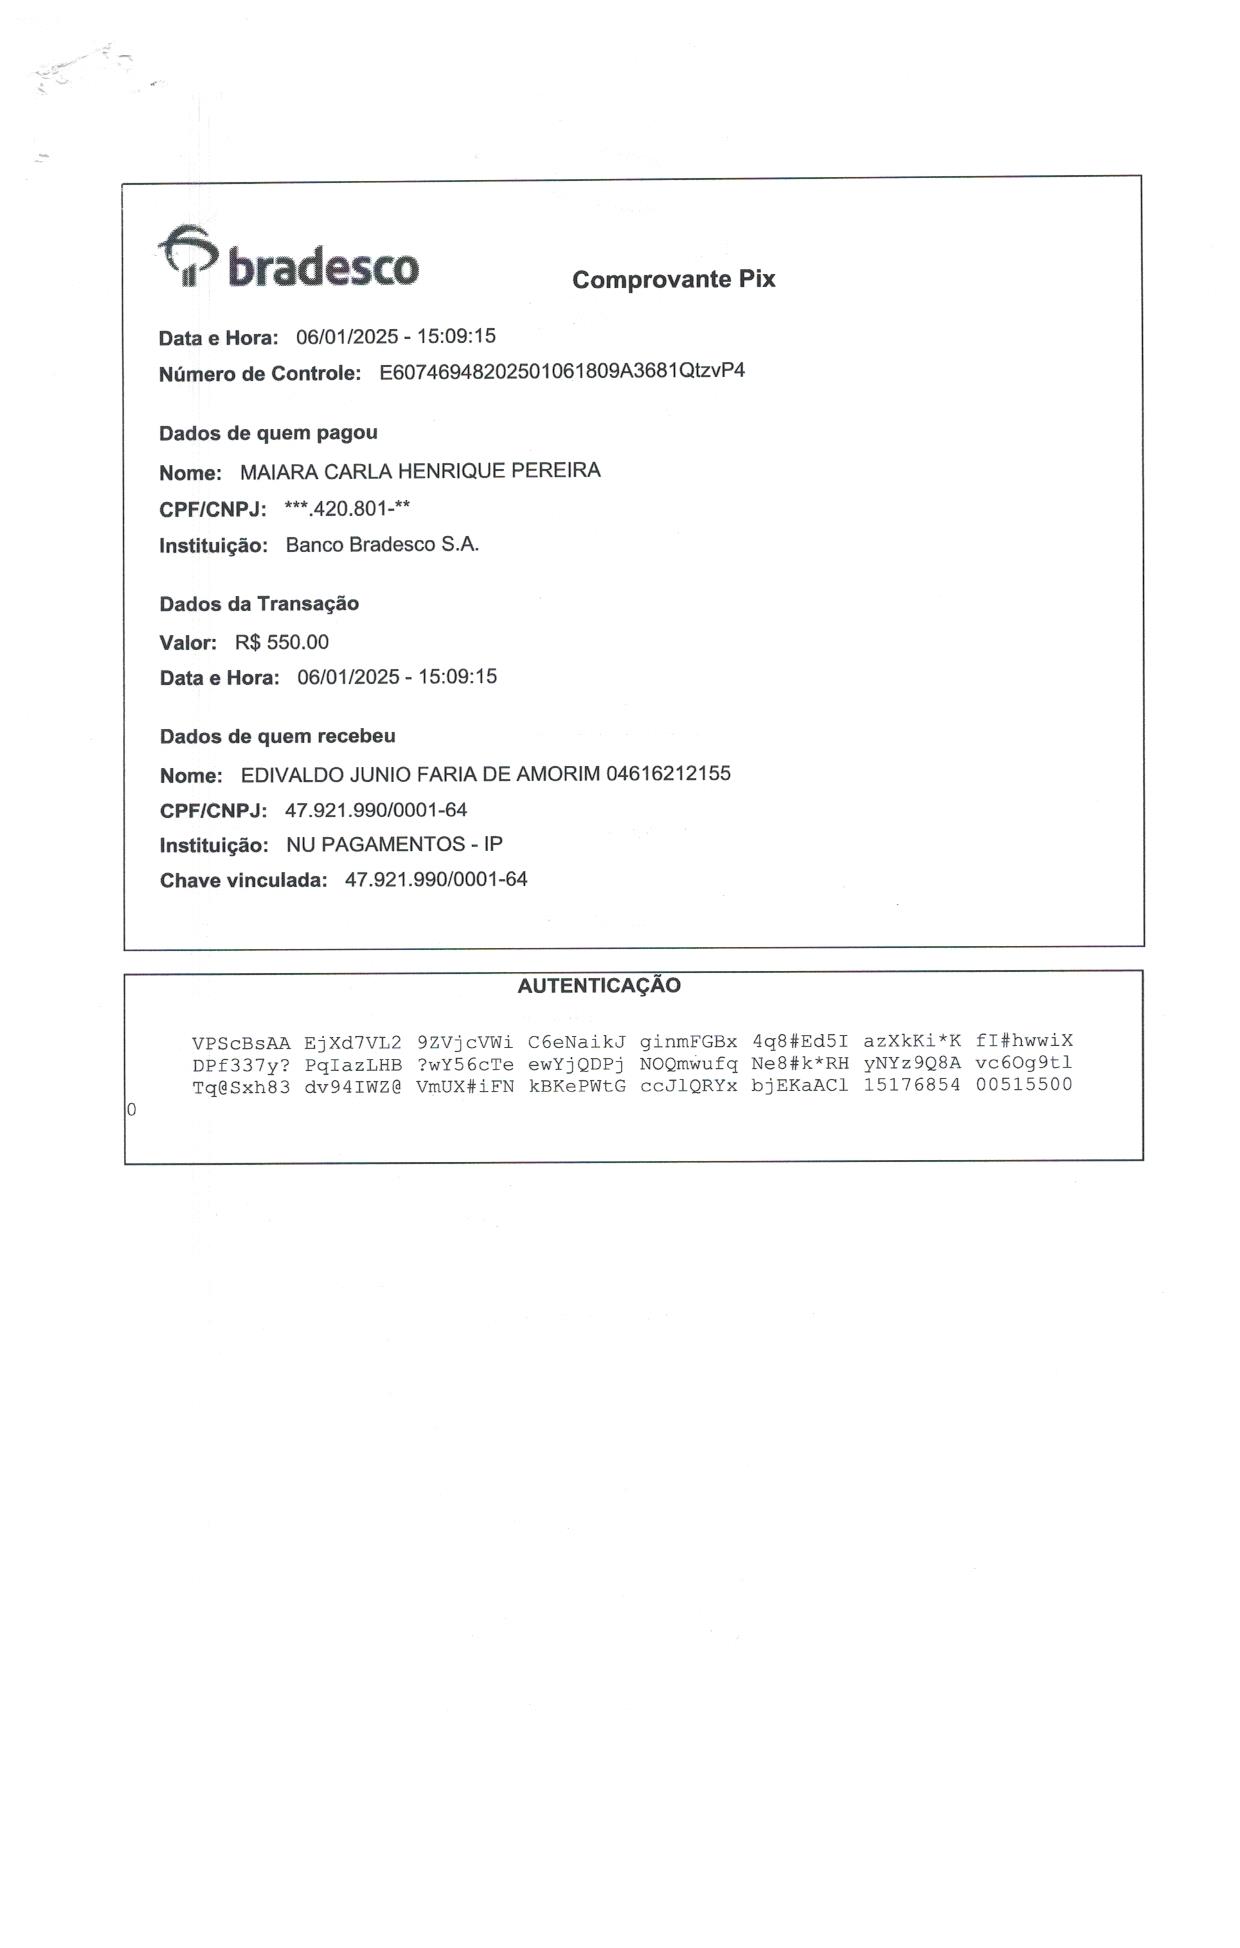 bradesco
Comprovante Pix
Data e Hora: 06/01/2025 - 15:09:15
Número de Controle: E60746948202501061809A3681QtzvP4
Dados de quem pagou
Nome: MAIARA CARLA HENRIQUE PEREIRA
CPF/CNPJ: ***.420.801-**
Instituição: Banco Bradesco S.A.
Dados da Transação
Valor: R$ 550.00
Data e Hora: 06/01/2025 - 15:09:15
Dados de quem recebeu
Nome: EDIVALDO JUNIO FARIA DE AMORIM 04616212155
CPF/CNPJ: 47.921.990/0001-64
Instituição: NU PAGAMENTOS - IP
Chave vinculada: 47.921.990/0001-64
AUTENTICAÇÃO
VPScBsAA EjXd7VL2 9ZVjcVWi C6eNaikJ ginmFGBx 4q8#Ed5I azXkKi*K fI#hwwiX
DPf337y? PqIazLHB ?wY56cTe ewYjQDPj NOQmwufq Ne8#k*RH yNYz9Q8A vc6Og9tl
Tq@Sxh83 dv94IWZ@ VmUX#iFN kBKePWtG ccJlQRYx bjEKaACl 15176854 00515500
0